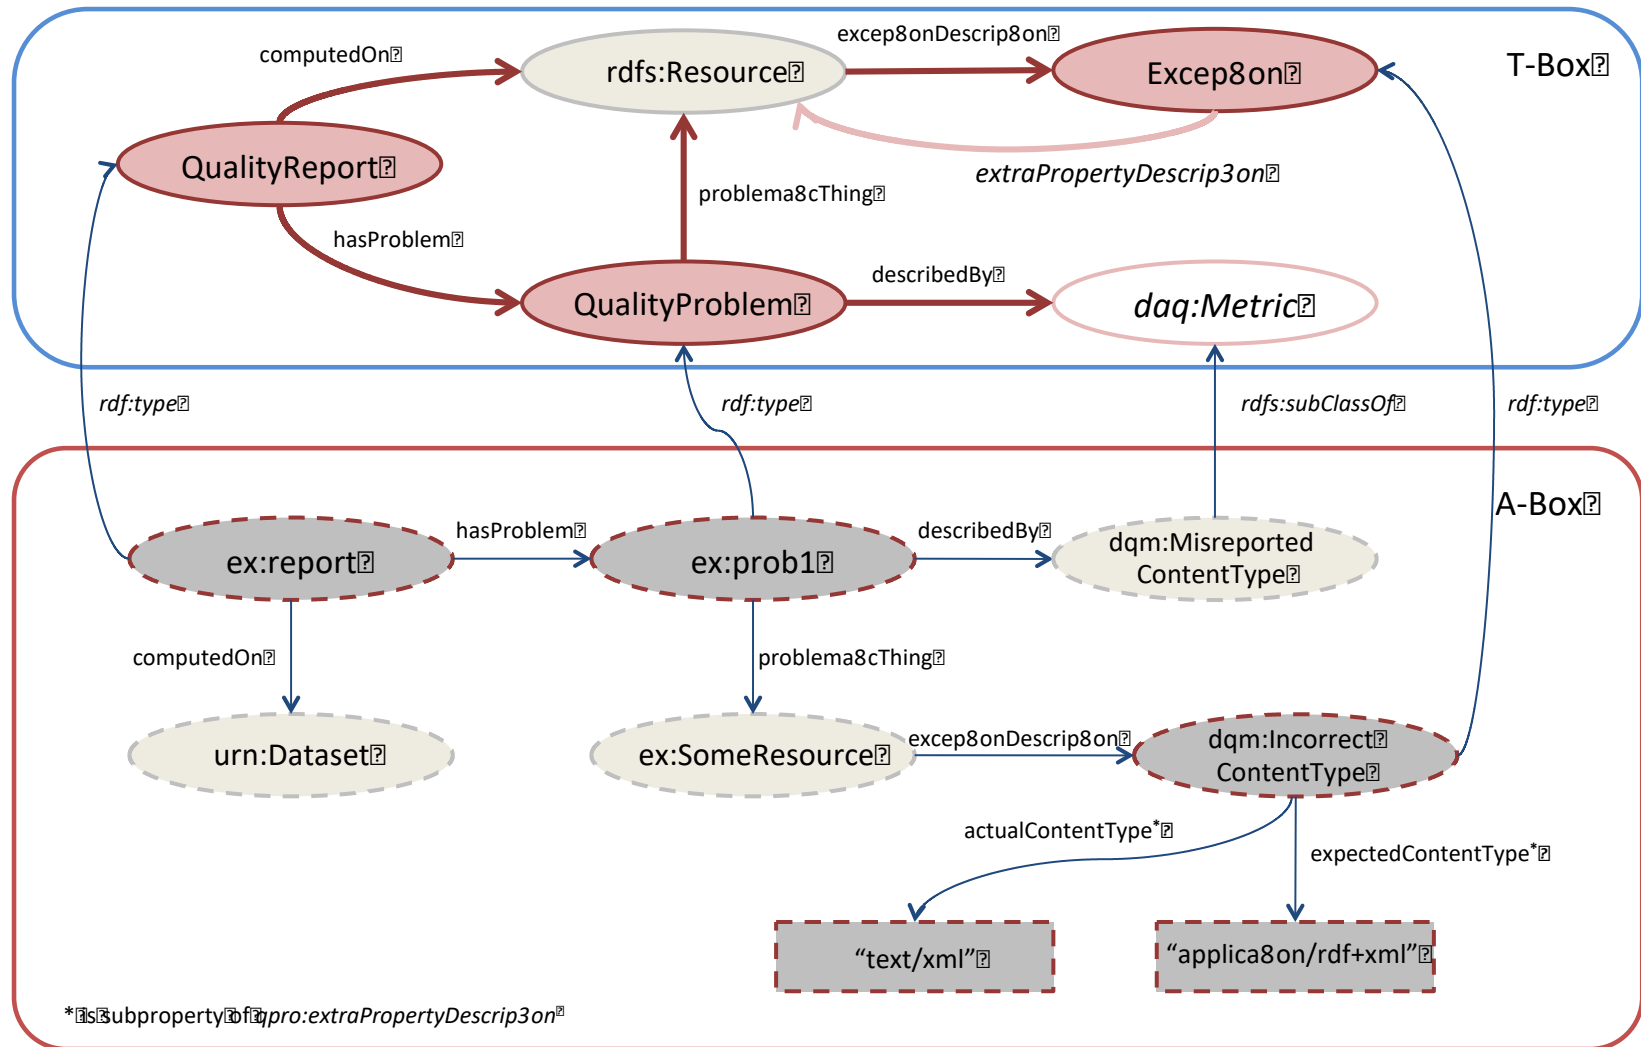 computedOn⍰
rdfs:Resource⍰
excep8onDescrip8on⍰
Excep8on⍰
T-Box⍰
QualityReport⍰
extraPropertyDescrip3on⍰
problema8cThing⍰
hasProblem⍰
QualityProblem⍰
describedBy⍰
daq:Metric⍰
rdf:type⍰
rdf:type⍰
rdfs:subClassOf⍰
rdf:type⍰
A-Box⍰
ex:report⍰
hasProblem⍰
ex:prob1⍰
describedBy⍰
dqm:Misreported
ContentType⍰
computedOn⍰
problema8cThing⍰
urn:Dataset⍰
ex:SomeResource⍰
excep8onDescrip8on⍰
dqm:Incorrect⍰
ContentType⍰
actualContentType*⍰
expectedContentType*⍰
“text/xml”⍰
“applica8on/rdf+xml”⍰
*⍰is⍰subproperty⍰of⍰qpro:extraPropertyDescrip3on⍰